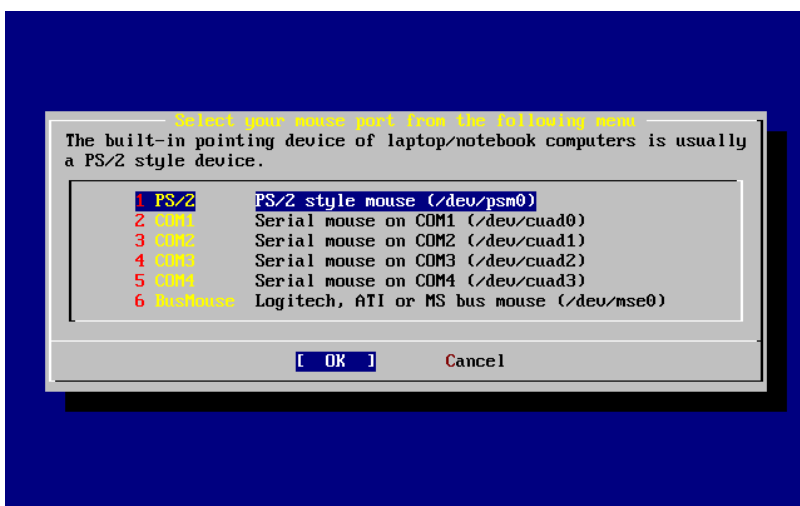 Select your mouse port from the following menu
The built-in pointing device of laptop/notebook computers is usually
a PS/2 style device.
1 PS/2 PS/2 style mouse (/dev/psm0)
2 COM1 Serial mouse on COM1 (/dev/cuad0)
3 COM2 Serial mouse on COM2 (/dev/cuad1)
4 COM3 Serial mouse on COM3 (/dev/cuad2)
5 COM4 Serial mouse on COM4 (/dev/cuad3)
6 BusMouse Logitech, ATI or MS bus mouse (/dev/mse0)
[ OK ] Cancel